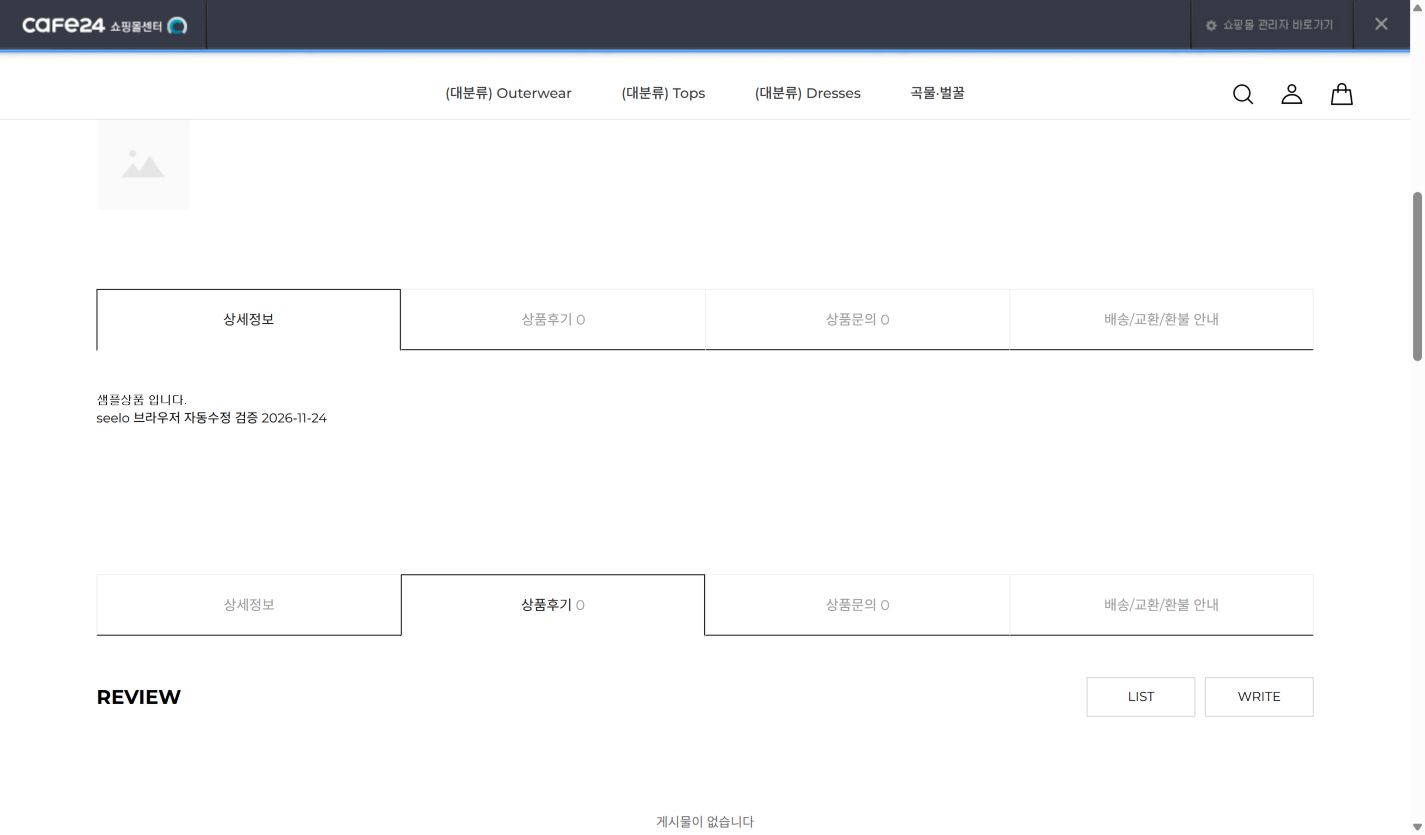 cafe24 쇼핑몰센터
쇼핑몰 관리자 바로가기
(대분류) Outerwear (대분류) Tops (대분류) Dresses 곡물·벌꿀
상세정보 상품후기 0 상품문의 0 배송/교환/환불 안내
샘플상품 입니다.
seelo 브라우저 자동수정 검증 2026-11-24
상세정보 상품후기 0 상품문의 0 배송/교환/환불 안내
REVIEW LIST WRITE
게시물이 없습니다